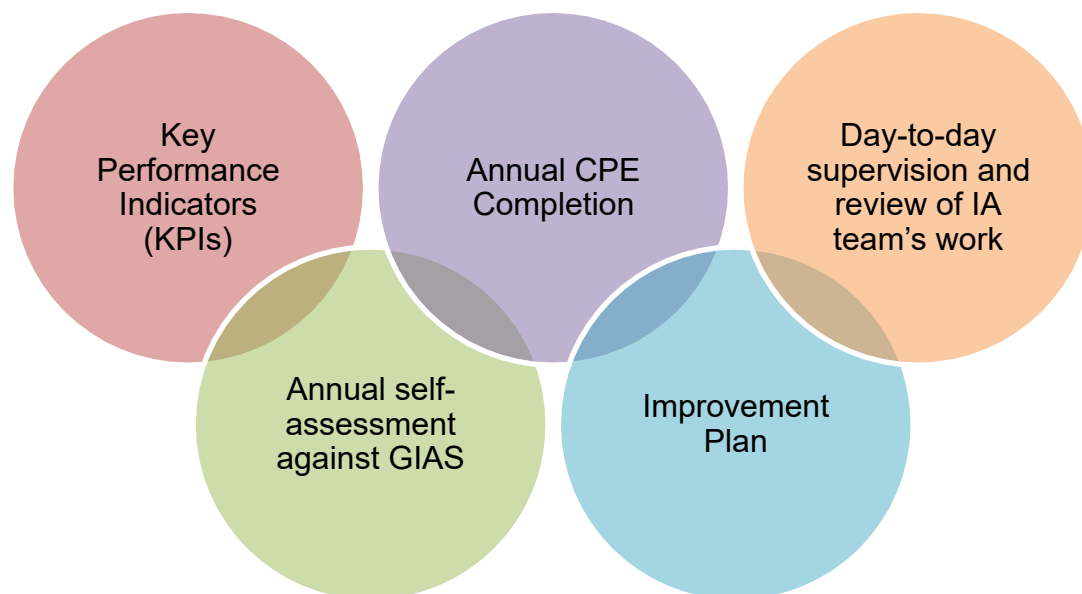 Key
Performance
Indicators
(KPIs)
Annual CPE
Completion
Day-to-day
supervision and
review of IA
team’s work
Annual self-
assessment
against GIAS
Improvement
Plan